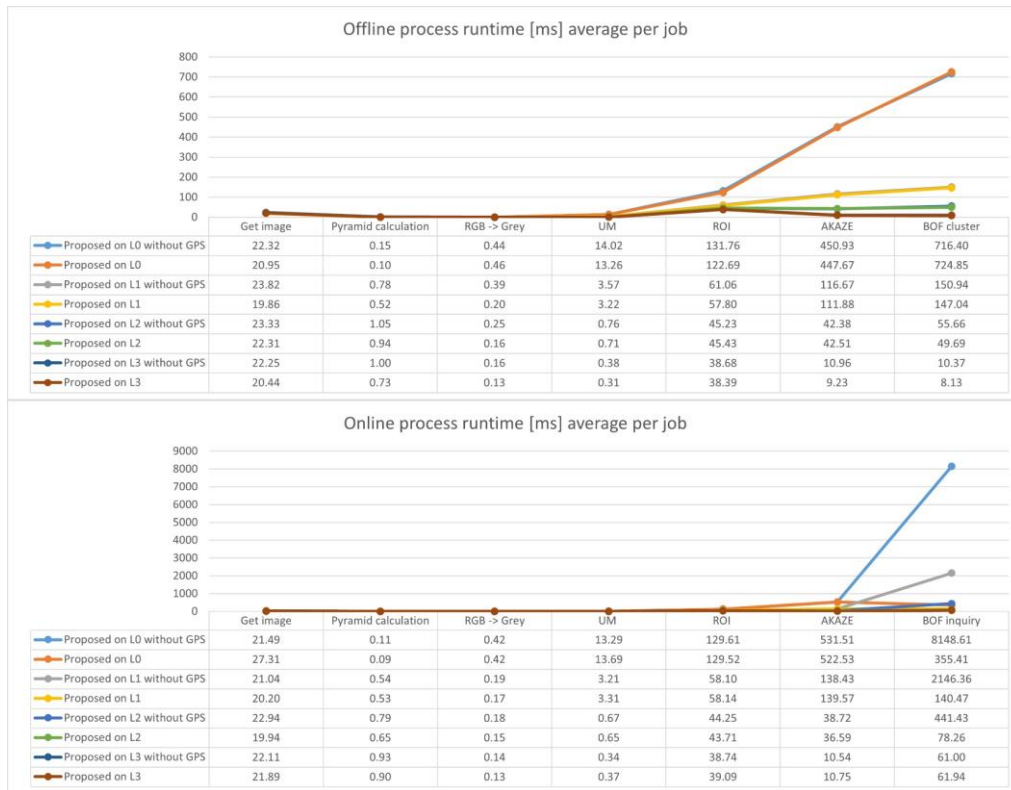 Offline process runtime [ms] average per job
800
700
600
500
400
300
200
100
0
Get image Pyramid calculation RGB -> Grey UM ROI AKAZE BOF cluster
Proposed on L0 without GPS 22.32 0.15 0.44 14.02 131.76 450.93 716.40
Proposed on L0 20.95 0.10 0.46 13.26 122.69 447.67 724.85
Proposed on L1 without GPS 23.82 0.78 0.39 3.57 61.06 116.67 150.94
Proposed on L1 19.86 0.52 0.20 3.22 57.80 111.88 147.04
Proposed on L2 without GPS 23.33 1.05 0.25 0.76 45.23 42.38 55.66
Proposed on L2 22.31 0.94 0.16 0.71 45.43 42.51 49.69
Proposed on L3 without GPS 22.25 1.00 0.16 0.38 38.68 10.96 10.37
Proposed on L3 20.44 0.73 0.13 0.31 38.39 9.23 8.13
Online process runtime [ms] average per job
9000
8000
7000
6000
5000
4000
3000
2000
1000
0
Get image Pyramid calculation RGB -> Grey UM ROI AKAZE BOF inquiry
Proposed on L0 without GPS 21.49 0.11 0.42 13.29 129.61 531.51 8148.61
Proposed on L0 27.31 0.09 0.42 13.69 129.52 522.53 355.41
Proposed on L1 without GPS 21.04 0.54 0.19 3.21 58.10 138.43 2146.36
Proposed on L1 20.20 0.53 0.17 3.31 58.14 139.57 140.47
Proposed on L2 without GPS 22.94 0.79 0.18 0.67 44.25 38.72 441.43
Proposed on L2 19.94 0.65 0.15 0.65 43.71 36.59 78.26
Proposed on L3 without GPS 22.11 0.93 0.14 0.34 38.74 10.54 61.00
Proposed on L3 21.89 0.90 0.13 0.37 39.09 10.75 61.94